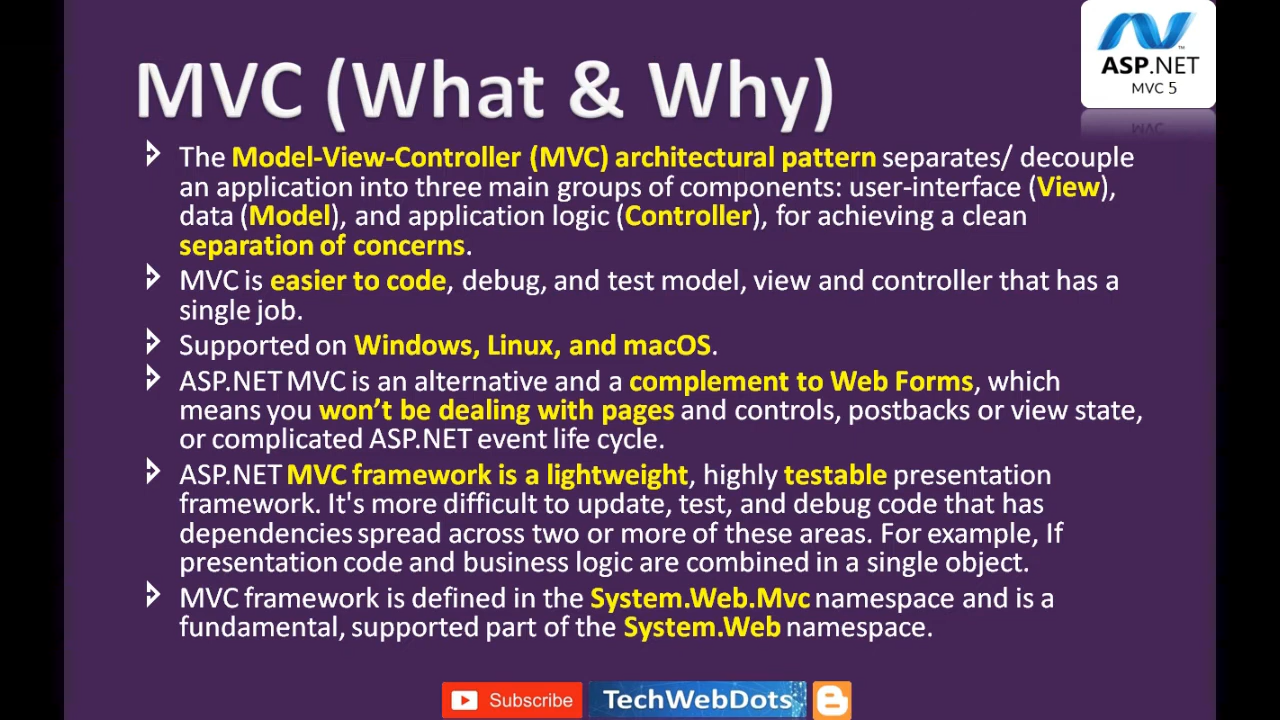 ASP.NET
MVC 5
MVC (What & Why)
The Model-View-Controller (MVC) architectural pattern separates/ decouple
an application into three main groups of components: user-interface (View),
data (Model), and application logic (Controller), for achieving a clean
separation of concerns.
MVC is easier to code, debug, and test model, view and controller that has a
single job.
Supported on Windows, Linux, and macOS.
ASP.NET MVC is an alternative and a complement to Web Forms, which
means you won’t be dealing with pages and controls, postbacks or view state,
or complicated ASP.NET event life cycle.
ASP.NET MVC framework is a lightweight, highly testable presentation
framework. It's more difficult to update, test, and debug code that has
dependencies spread across two or more of these areas. For example, If
presentation code and business logic are combined in a single object.
MVC framework is defined in the System.Web.Mvc namespace and is a
fundamental, supported part of the System.Web namespace.
Subscribe
TechWebDots